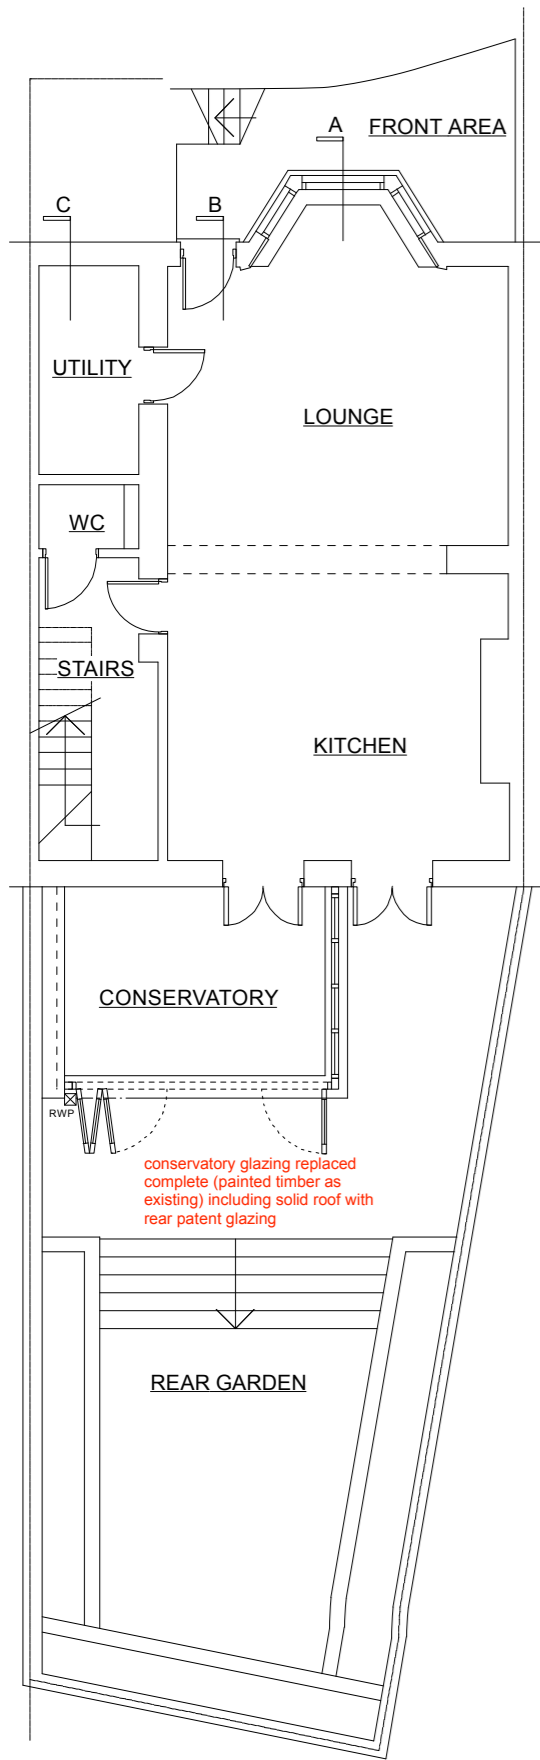 A
FRONT AREA
C
B
UTILITY
LOUNGE
WC
STAIRS
KITCHEN
CONSERVATORY
RWP
conservatory glazing replaced
complete (painted timber as
existing) including solid roof with
rear patent glazing
REAR GARDEN